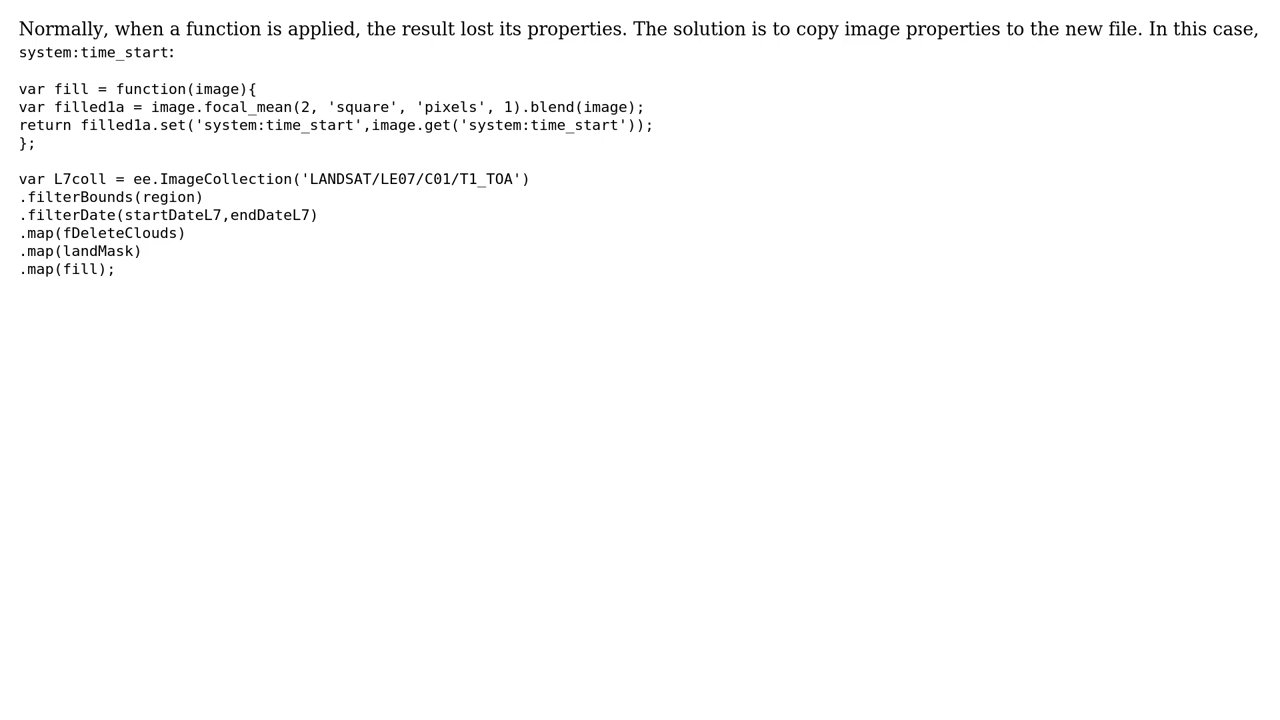 Normally, when a function is applied, the result lost its properties. The solution is to copy image properties to the new file. In this case,
system:time_start:
var fill = function(image){
var filled1a = image.focal_mean(2, 'square', 'pixels', 1).blend(image);
return filled1a.set('system:time_start',image.get('system:time_start'));
};
var L7coll = ee.ImageCollection('LANDSAT/LE07/C01/T1_TOA')
.filterBounds(region)
.filterDate(startDateL7,endDateL7)
.map(fDeleteClouds)
.map(landMask)
.map(fill);